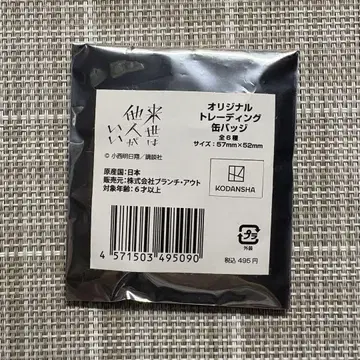 来世は
他人が
いい
© 小西明日翔/講談社
オリジナル
トレーディング
缶バッジ
全6種
サイズ：57mm×52mm
KODANSHA
原産国：日本
販売元：株式会社ブランチ・アウト
対象年齢：6才以上
4 571503 495090
プラ
外袋
税込 495円